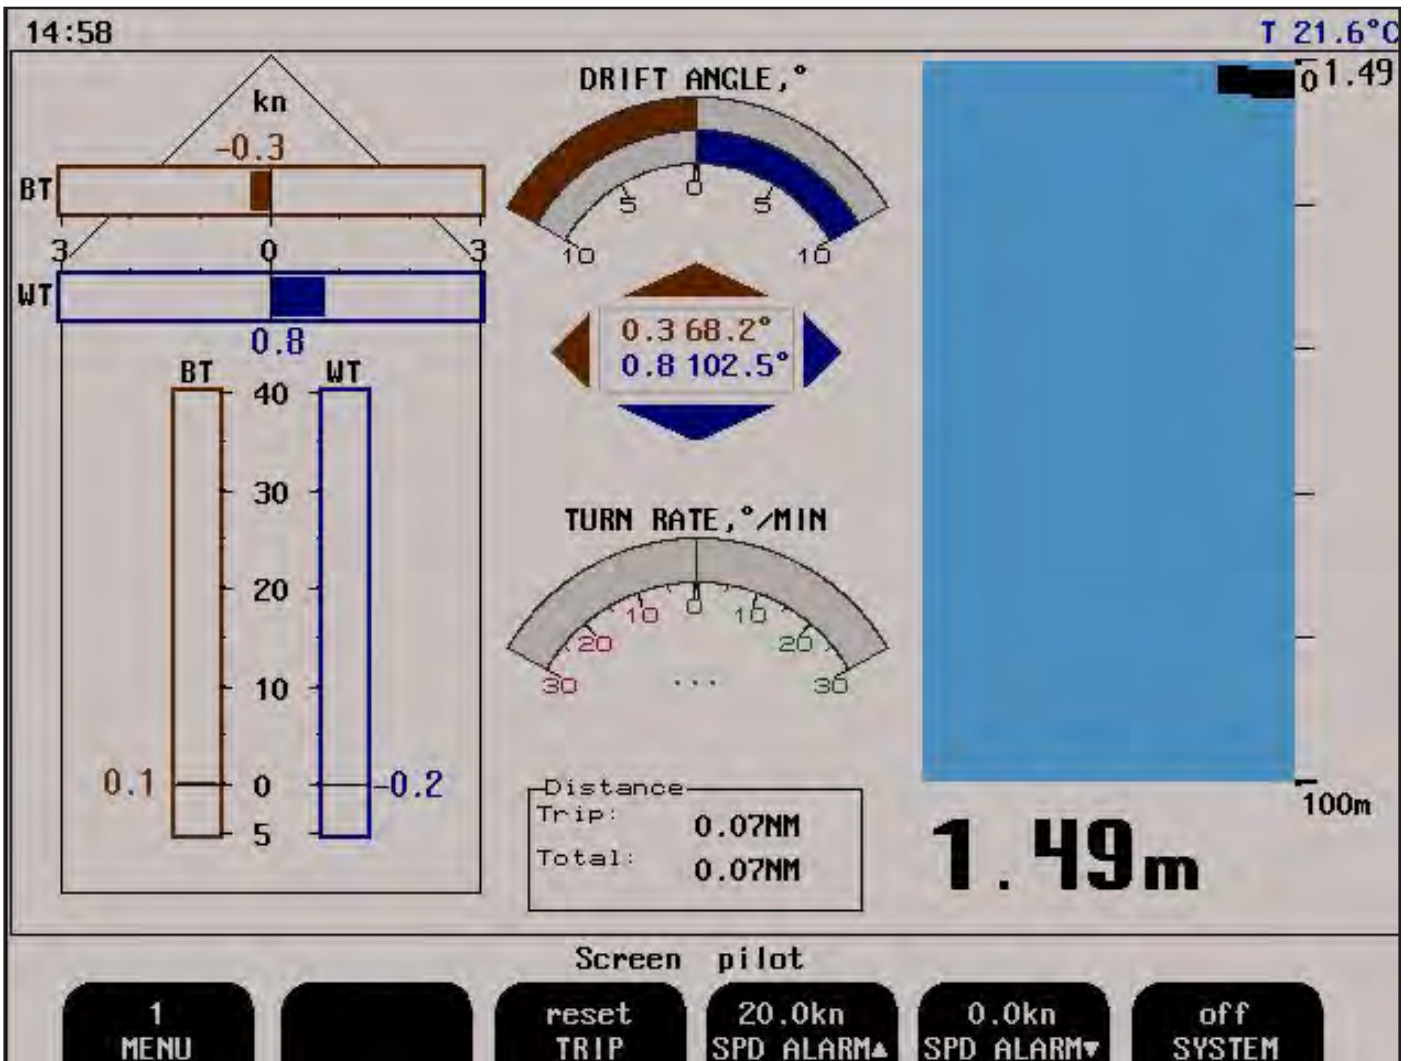 14:58
T 21.6°C
kn
-0.3
BT
3 0 3
WT
0.8
BT WT
40
30
20
10
0.1 0 -0.2
5
DRIFT ANGLE,°
10 5 0 5 10
0.3 68.2°
0.8 102.5°
TURN RATE,°/MIN
30 20 10 0 10 20 30
...
Distance
Trip: 0.07NM
Total: 0.07NM
0 1.49
100m
1.49m
Screen pilot
1
MENU
reset
TRIP
20.0kn
SPD ALARM▲
0.0kn
SPD ALARM▼
off
SYSTEM